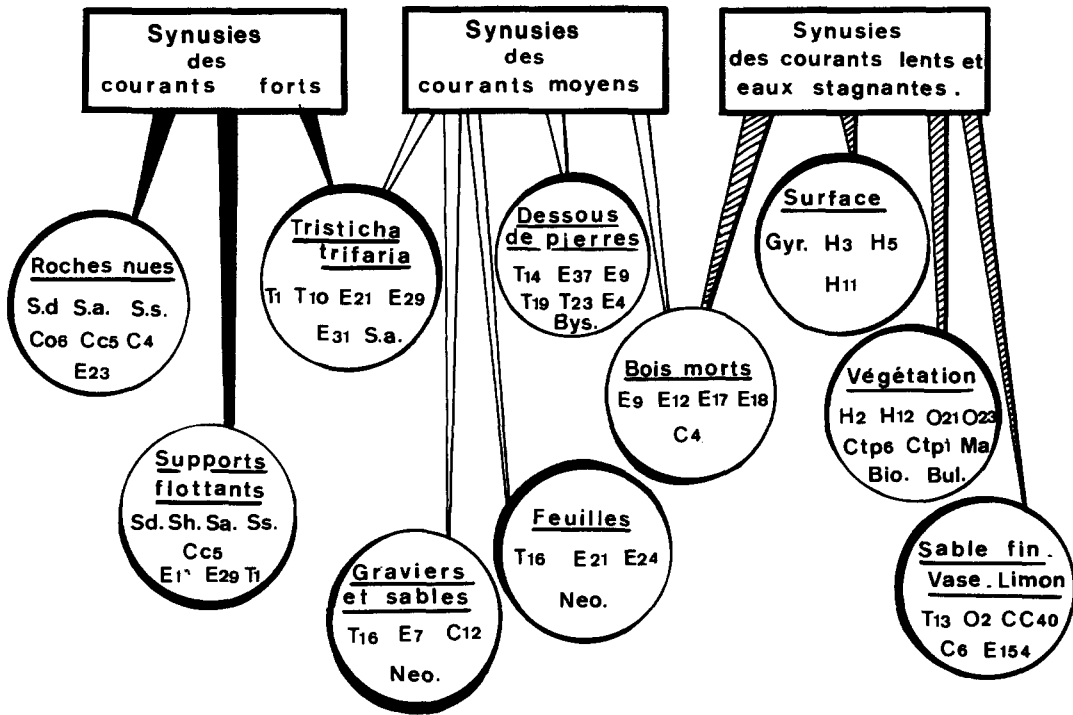 Synusies
des
courants forts
Synusies
des
courants moyens
Synusies
des courants lents et
eaux stagnantes.
Roches nues
S.d S.a. S.s.
Co6 Cc5 C4
E23
Tristicha
trifaria
T1 T10 E21 E29
E31 S.a.
Dessous
de pierres
T14 E37 E9
T19 T23 E4
Bys.
Surface
Gyr. H3 H5
H11
Bois morts
E9 E12 E17 E18
C4
Végétation
H2 H12 O21 O23
Ctp6 Ctp1 Ma
Bio. Bul.
Supports
flottants
Sd. Sh. Sa. Ss.
Cc5
E29 T1
Graviers
et sables
T16 E7 C12
Neo.
Feuilles
T16 E21 E24
Neo.
Sable fin.
Vase. Limon
T13 O2 CC40
C6 E154